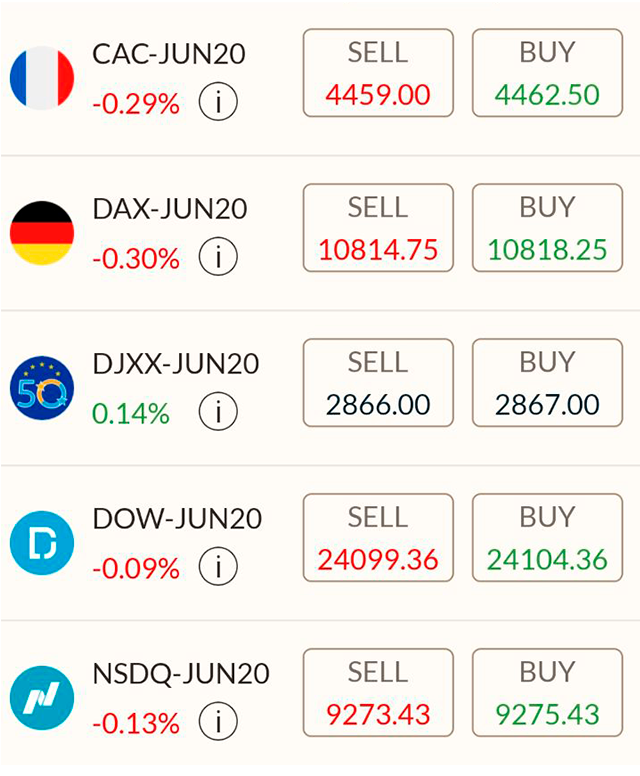 CAC-JUN20
-0.29% i
SELL
4459.00
BUY
4462.50
DAX-JUN20
-0.30% i
SELL
10814.75
BUY
10818.25
50
DJXX-JUN20
0.14% i
SELL
2866.00
BUY
2867.00
D
DOW-JUN20
-0.09% i
SELL
24099.36
BUY
24104.36
NSDQ-JUN20
-0.13% i
SELL
9273.43
BUY
9275.43